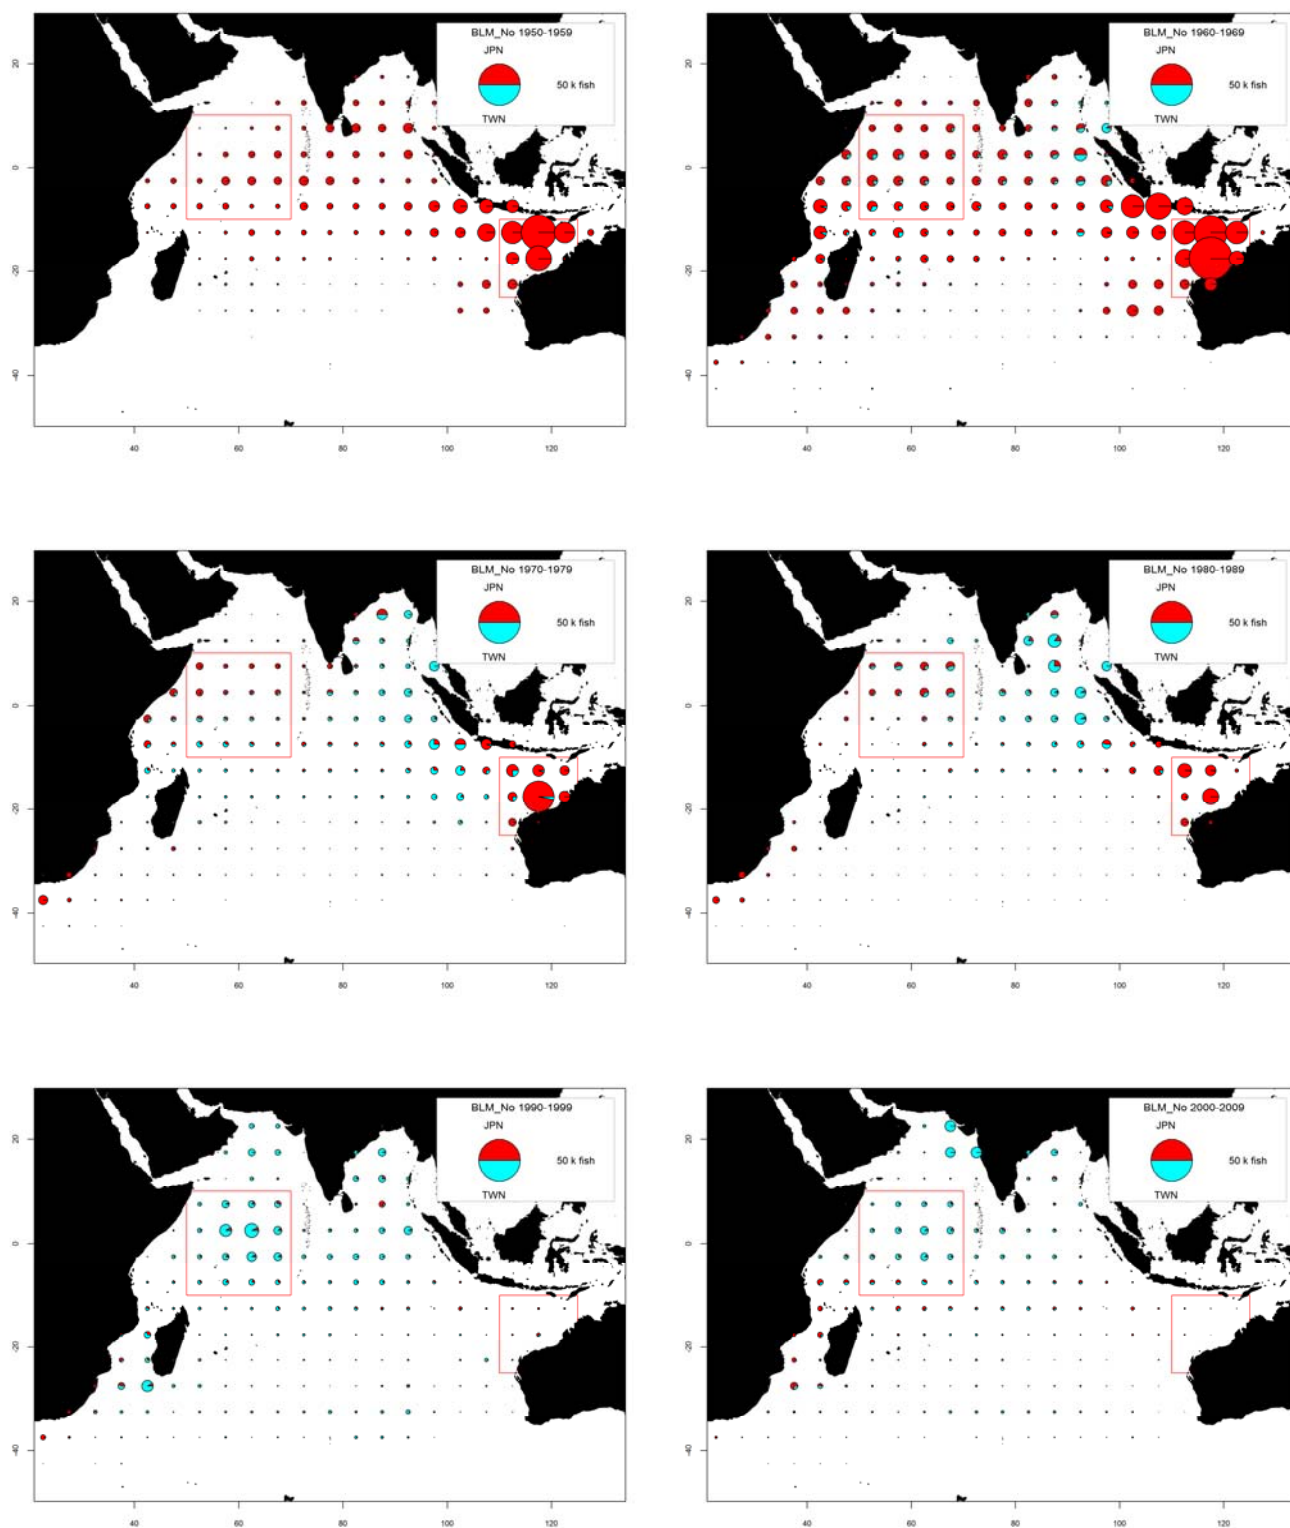 BLM_No 1950-1959
JPN
50 k fish
TWN
20
0
-20
-40
40 60 80 100 120
BLM_No 1960-1969
JPN
50 k fish
TWN
20
0
-20
-40
40 60 80 100 120
BLM_No 1970-1979
JPN
50 k fish
TWN
20
0
-20
-40
40 60 80 100 120
BLM_No 1980-1989
JPN
50 k fish
TWN
20
0
-20
-40
40 60 80 100 120
BLM_No 1990-1999
JPN
50 k fish
TWN
20
0
-20
-40
40 60 80 100 120
BLM_No 2000-2009
JPN
50 k fish
TWN
20
0
-20
-40
40 60 80 100 120